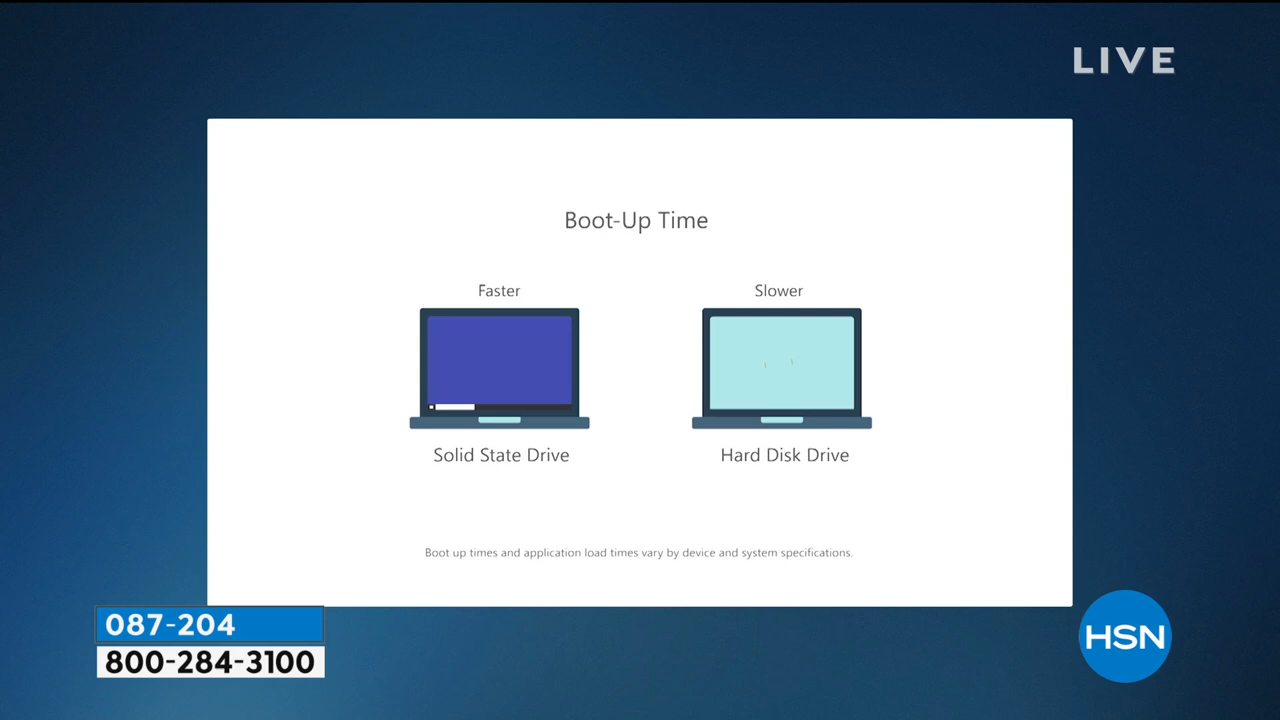 LIVE
Boot-Up Time
Faster
Slower
Solid State Drive
Hard Disk Drive
Boot up times and application load times vary by device and system specifications.
087-204
800-284-3100
HSN